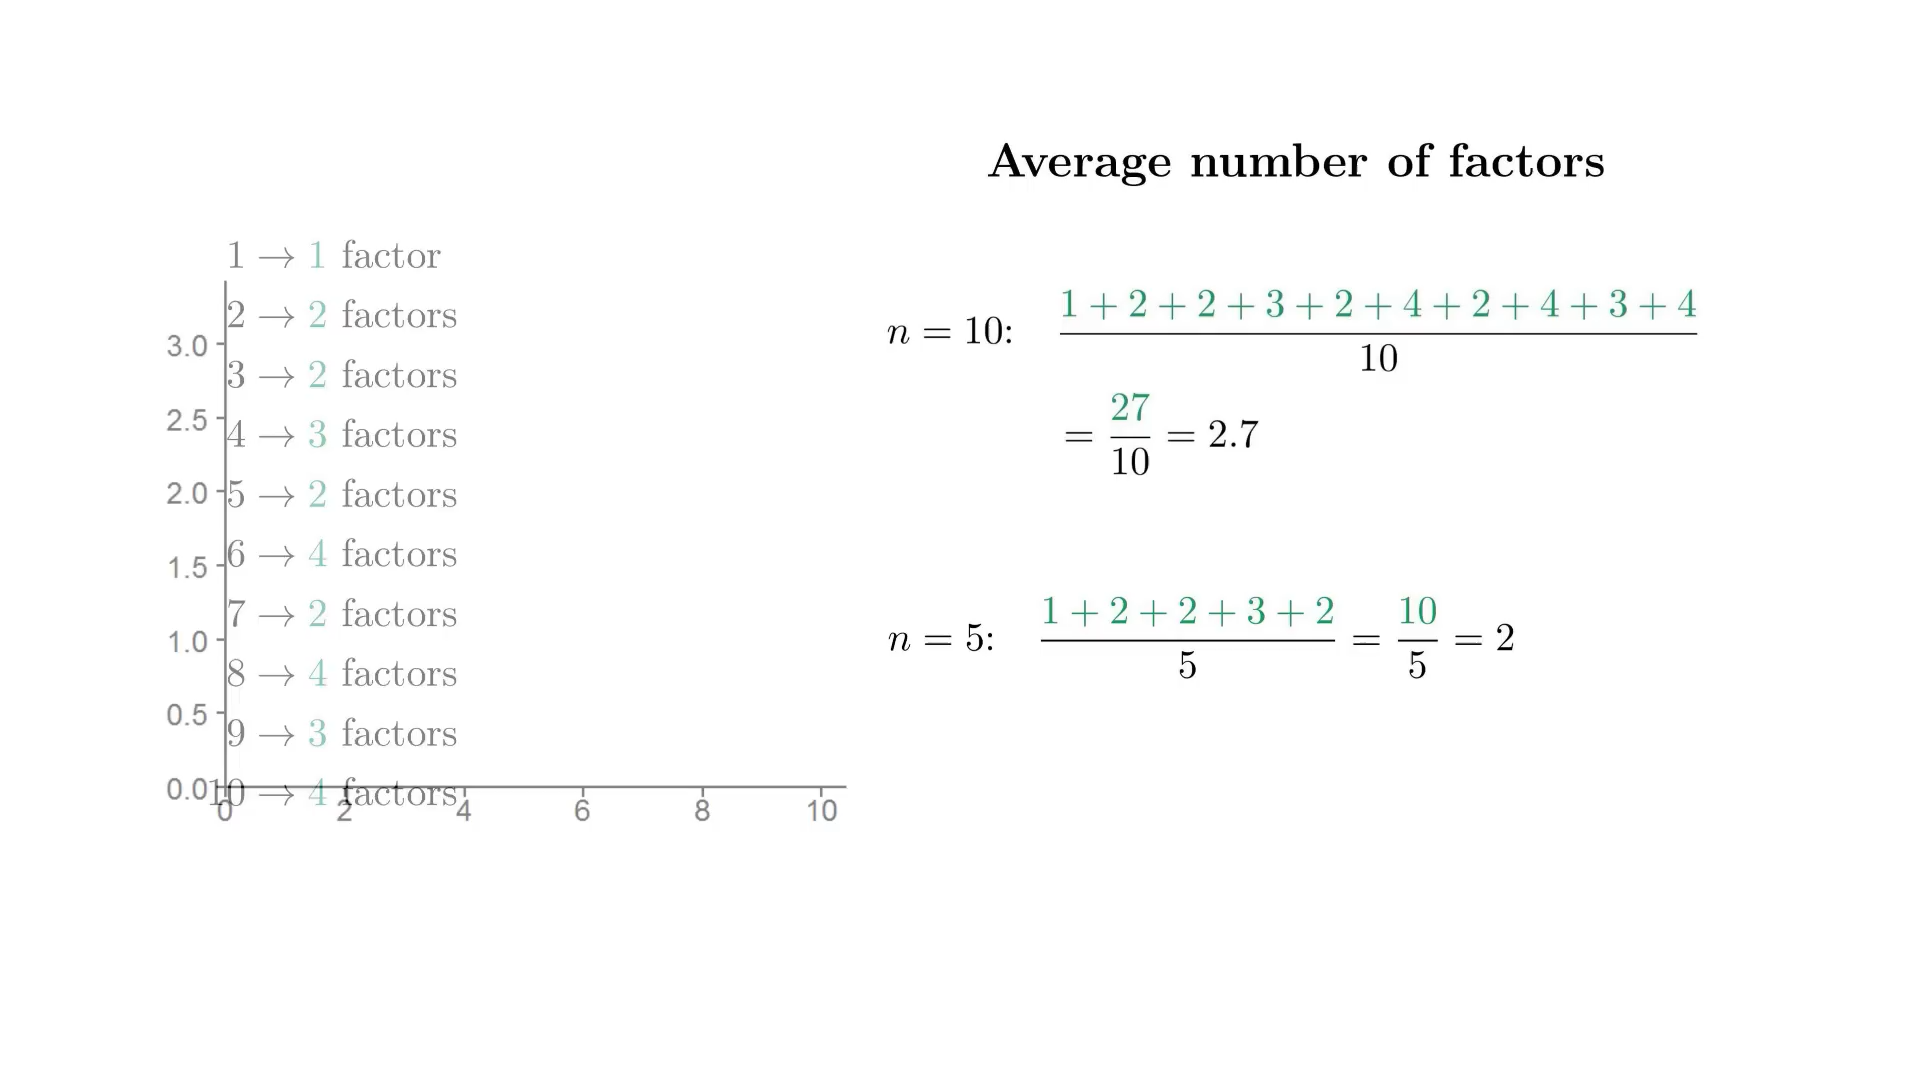 Average number of factors
1 → 1 factor
2 → 2 factors
3 → 2 factors
4 → 3 factors
5 → 2 factors
6 → 4 factors
7 → 2 factors
8 → 4 factors
9 → 3 factors
10 → 4 factors
3.0
2.5
2.0
1.5
1.0
0.5
0.0
0 2 4 6 8 10
n = 10: 1 + 2 + 2 + 3 + 2 + 4 + 2 + 4 + 3 + 4
10
= 27/10 = 2.7
n = 5: 1 + 2 + 2 + 3 + 2 / 5 = 10/5 = 2